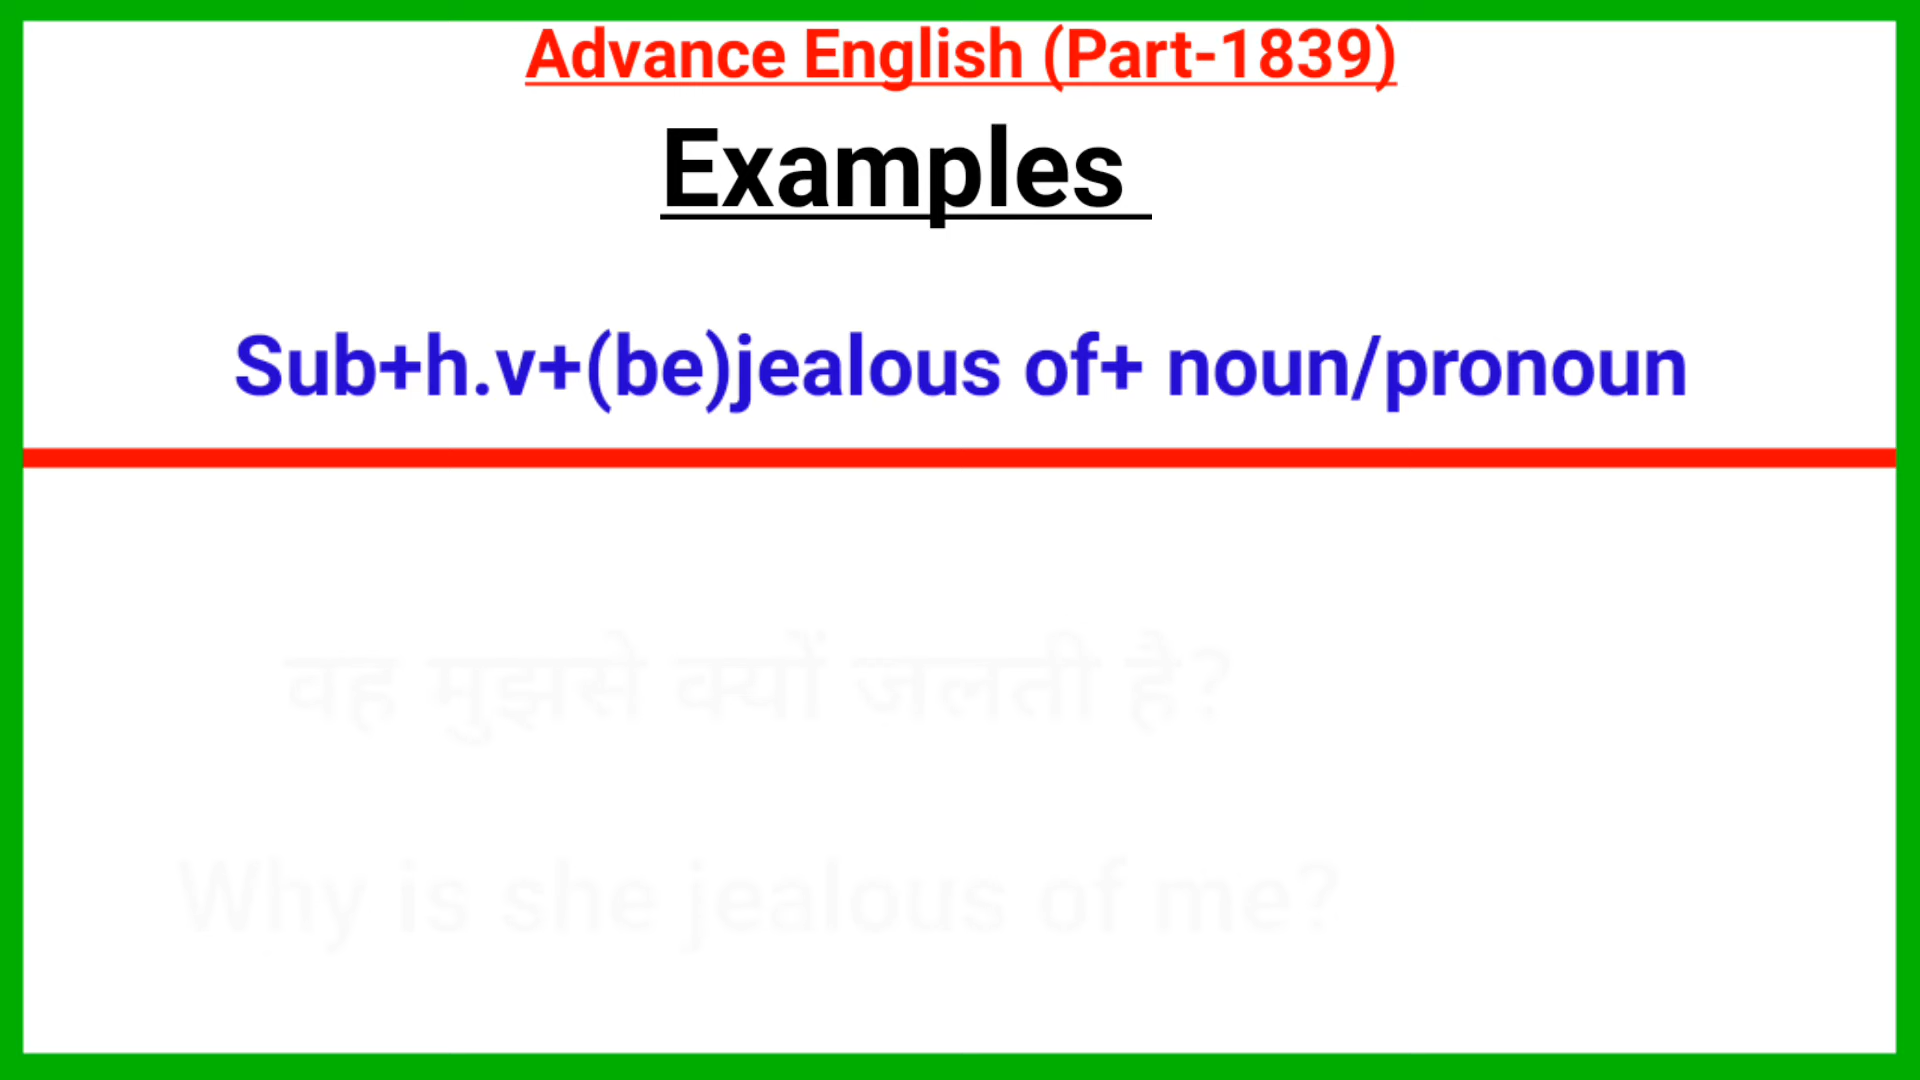 Advance English (Part-1839)
Examples
Sub+h.v+(be)jealous of+ noun/pronoun
वह मुझसे क्यों जलती है?
Why is she jealous of me?